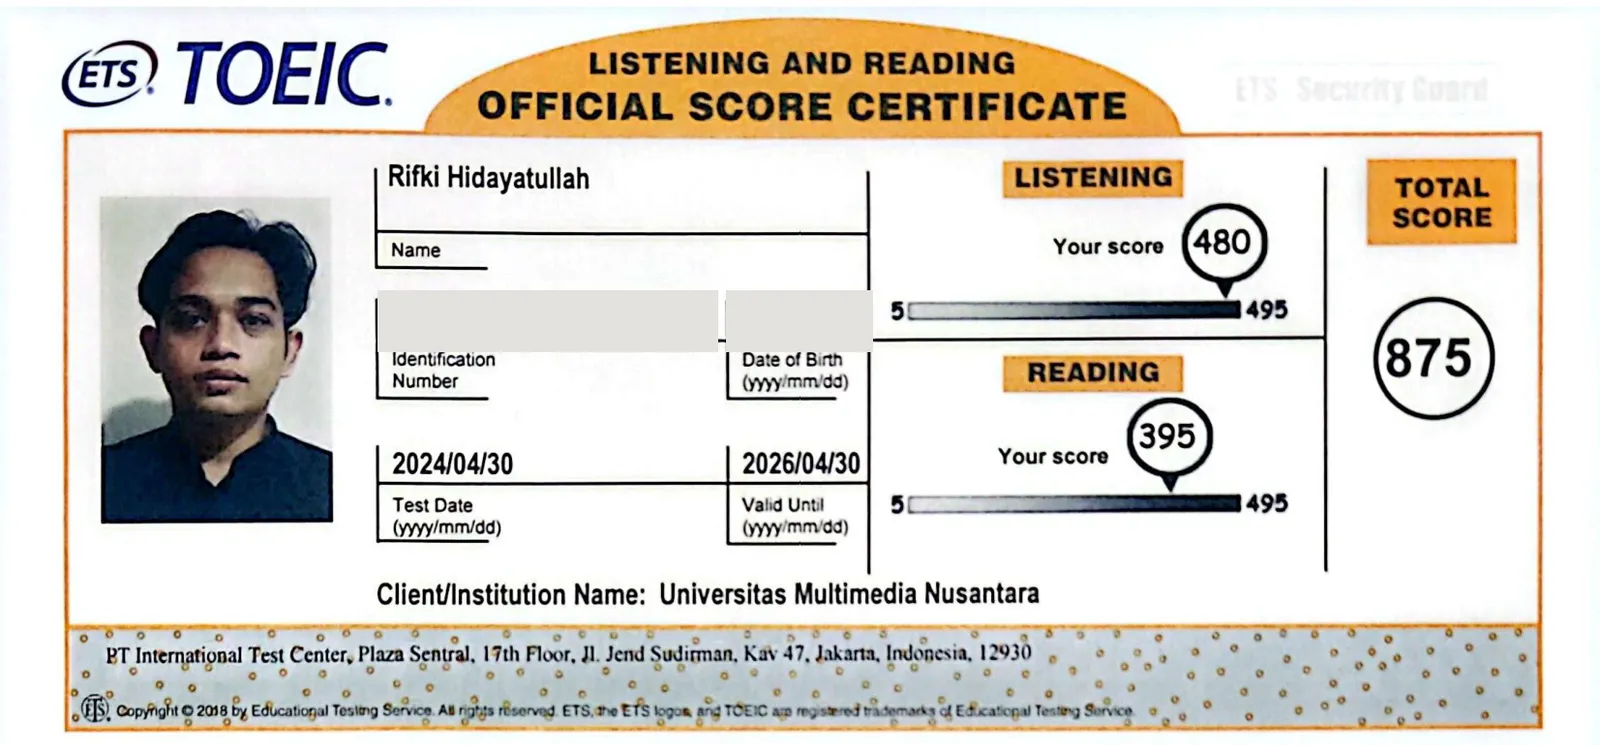 ETS TOEIC
LISTENING AND READING
OFFICIAL SCORE CERTIFICATE
ETS Security Guard
Rifki Hidayatullah
Name
Identification
Number
Date of Birth
(yyyy/mm/dd)
2024/04/30
Test Date
(yyyy/mm/dd)
2026/04/30
Valid Until
(yyyy/mm/dd)
LISTENING
Your score 480
5 495
READING
Your score 395
5 495
TOTAL
SCORE
875
Client/Institution Name: Universitas Multimedia Nusantara
PT International Test Center, Plaza Sentral, 17th Floor, Jl. Jend Sudirman, Kav 47, Jakarta, Indonesia, 12930
ETS Copyright © 2018 by Educational Testing Service. All rights reserved. ETS, the ETS logos, and TOEIC are registered trademarks of Educational Testing Service.